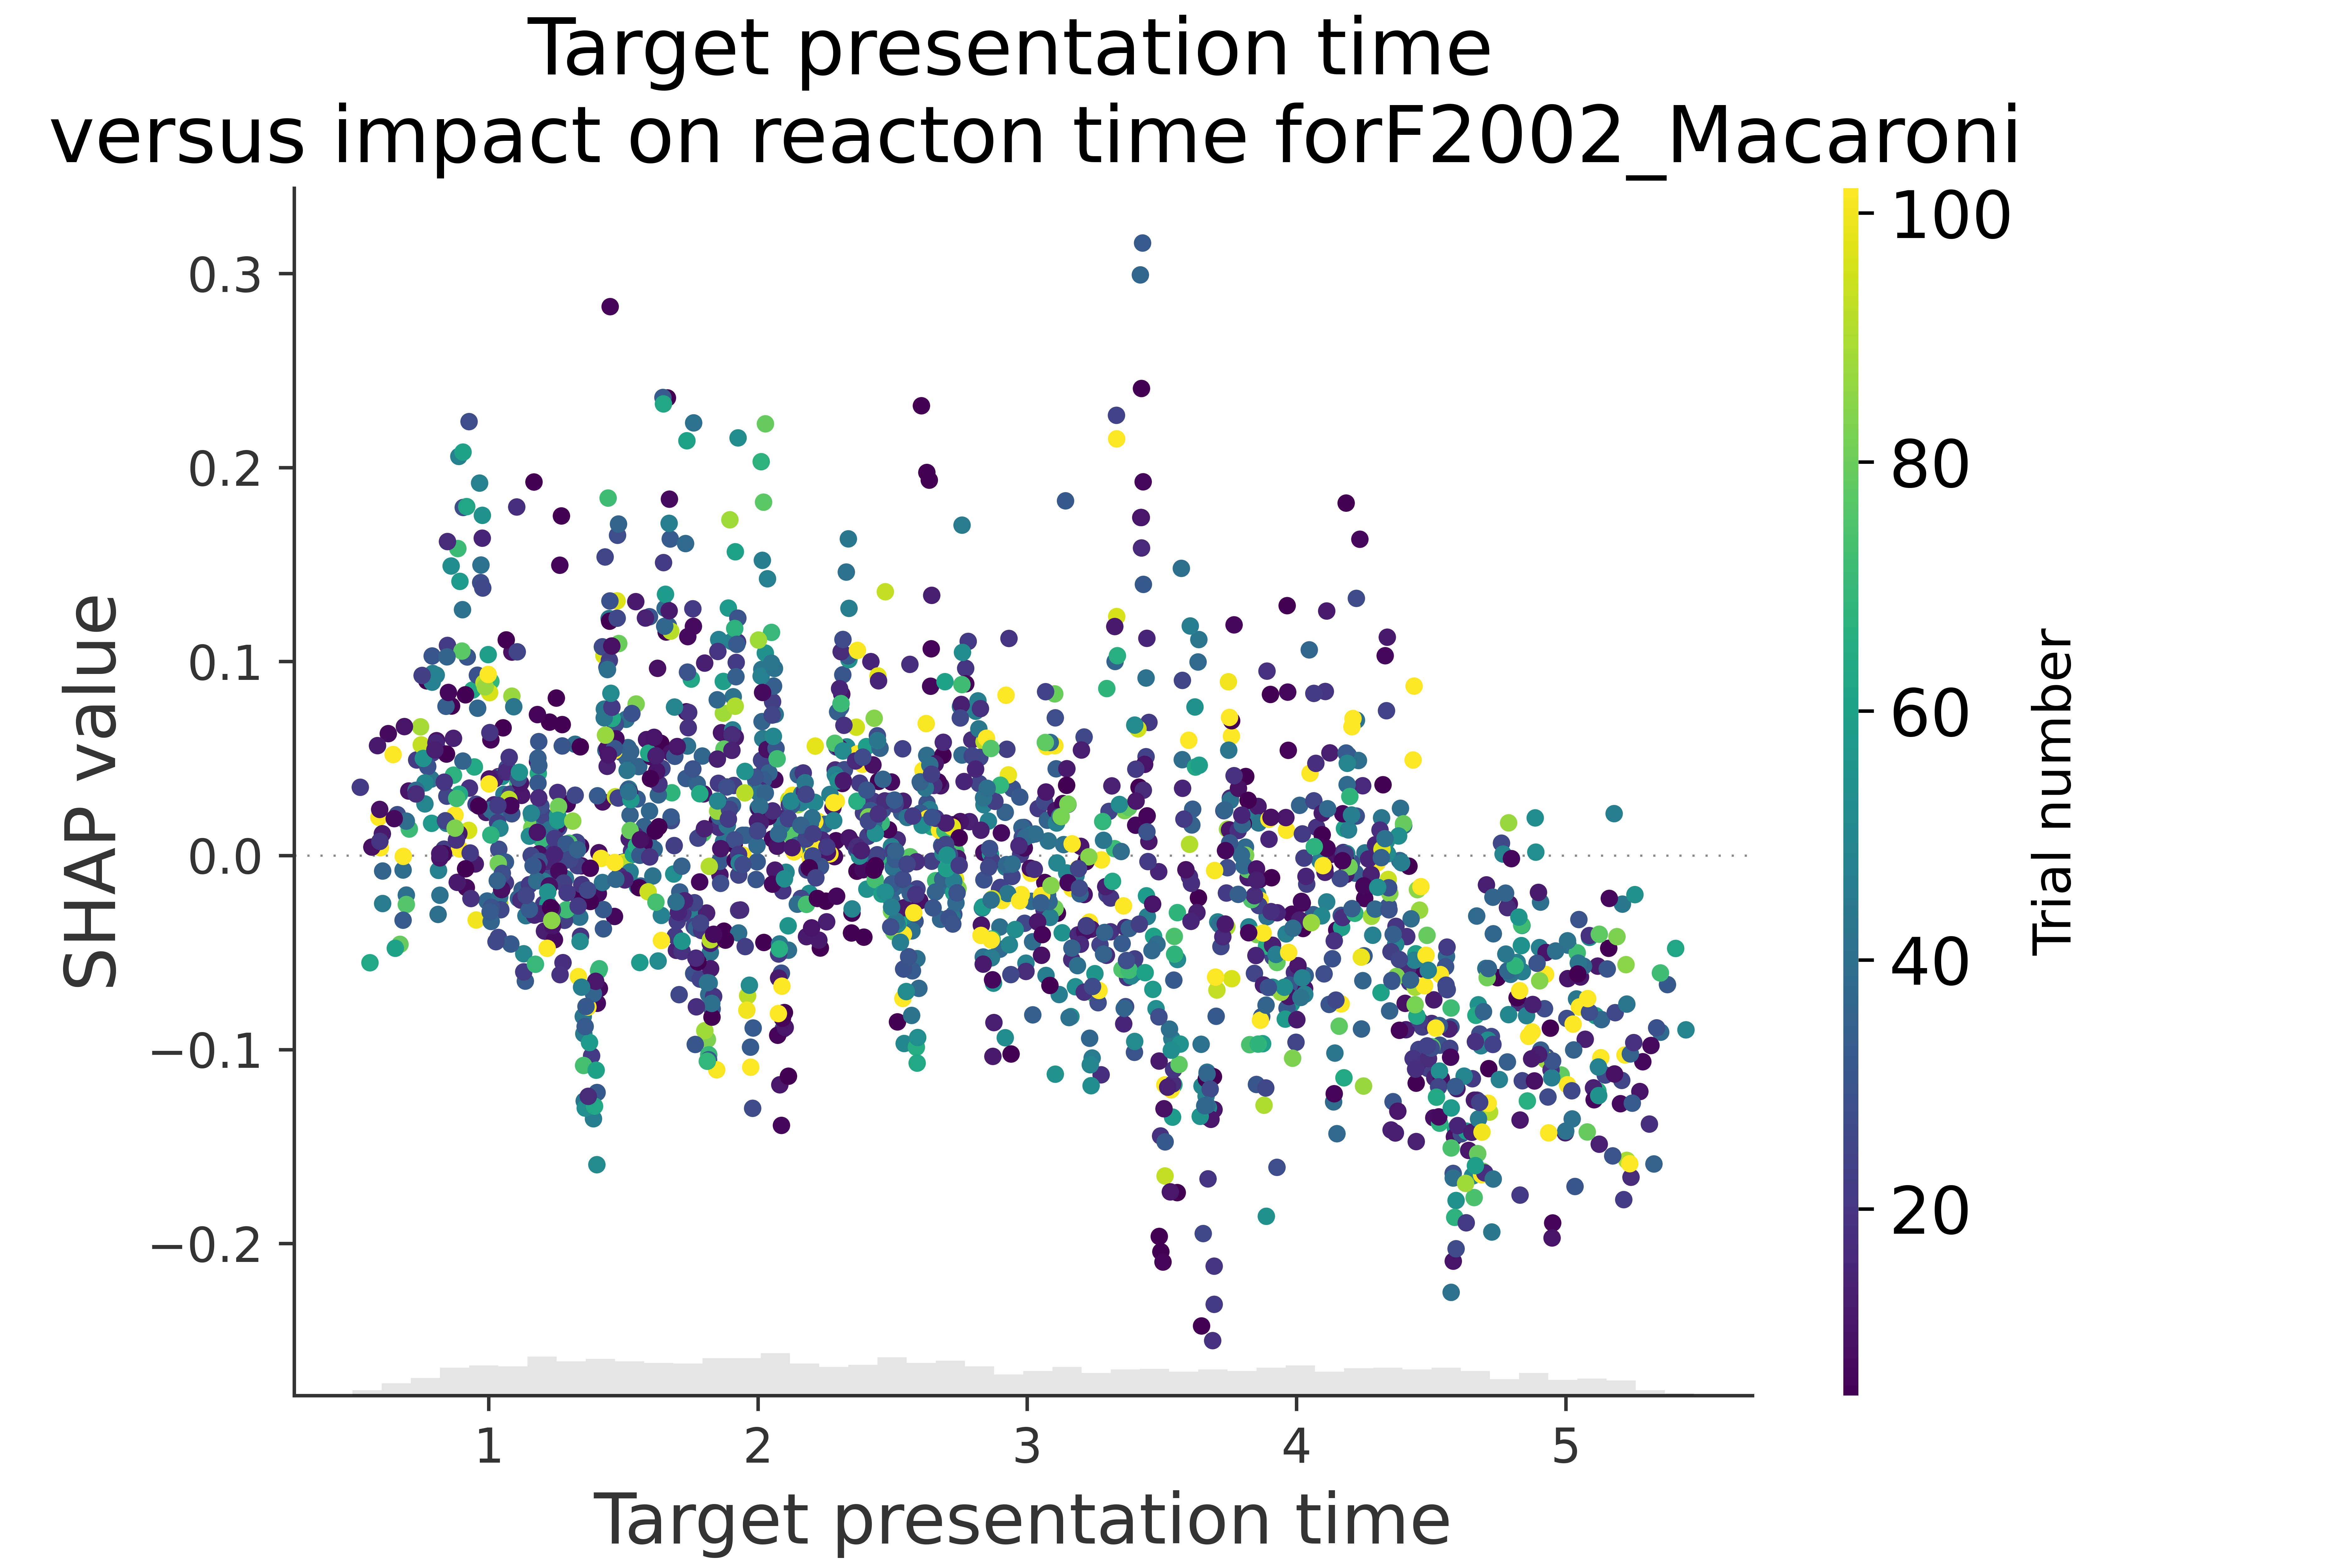 Target presentation time
versus impact on reacton time forF2002_Macaroni
SHAP value
0.3
0.2
0.1
0.0
−0.1
−0.2
1 2 3 4 5
Target presentation time
100
80
60
40
20
Trial number